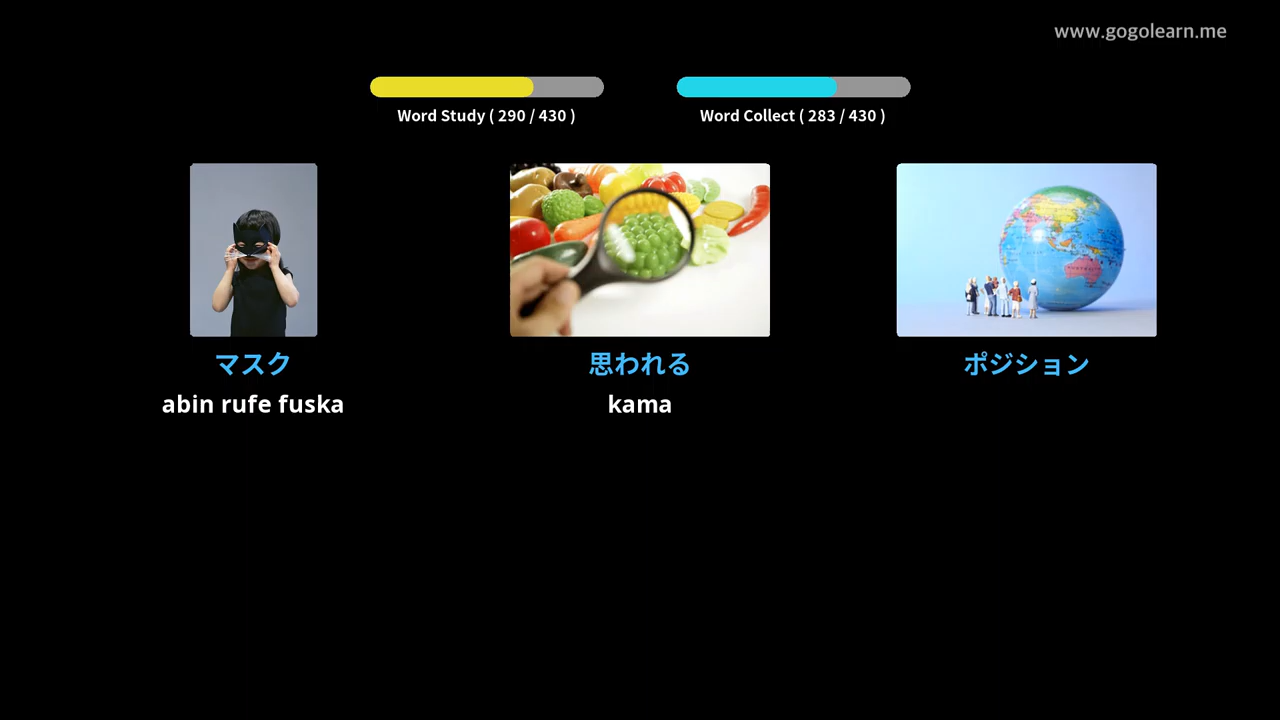 www.gogolearn.me
Word Study ( 290 / 430 )
Word Collect ( 283 / 430 )
マスク
abin rufe fuska
思われる
kama
ポジション